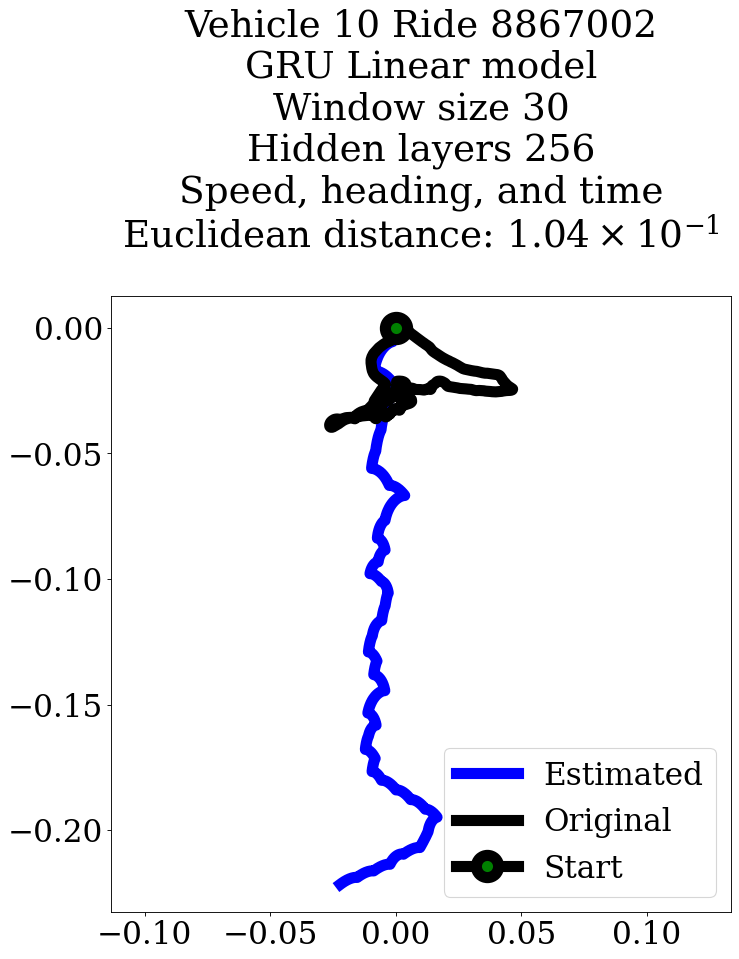 Vehicle 10 Ride 8867002
GRU Linear model
Window size 30
Hidden layers 256
Speed, heading, and time
Euclidean distance: 1.04 × 10⁻¹
0.00
−0.05
−0.10
−0.15
−0.20
Estimated
Original
Start
−0.10 −0.05 0.00 0.05 0.10